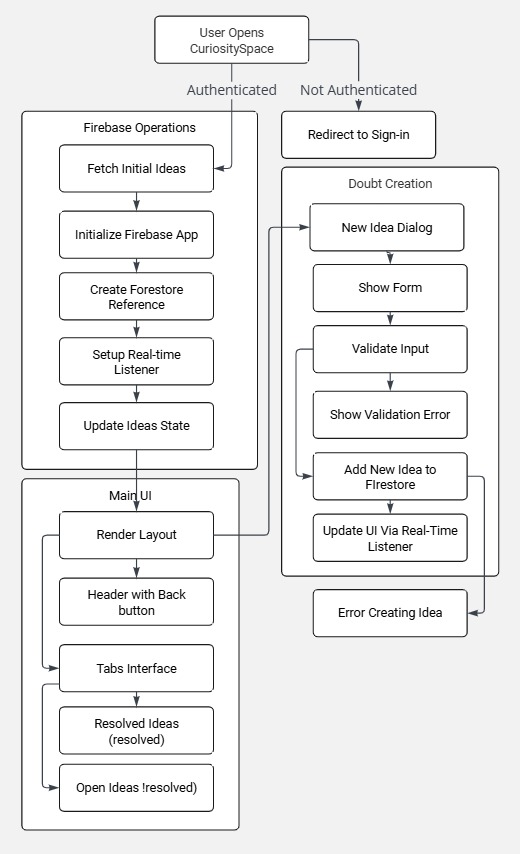 User Opens
CuriositySpace
Authenticated
Not Authenticated
Firebase Operations
Fetch Initial Ideas
Initialize Firebase App
Create Forestore
Reference
Setup Real-time
Listener
Update Ideas State
Redirect to Sign-in
Doubt Creation
New Idea Dialog
Show Form
Validate Input
Show Validation Error
Add New Idea to
FIrestore
Update UI Via Real-Time
Listener
Error Creating Idea
Main UI
Render Layout
Header with Back
button
Tabs Interface
Resolved Ideas
(resolved)
Open Ideas !resolved)